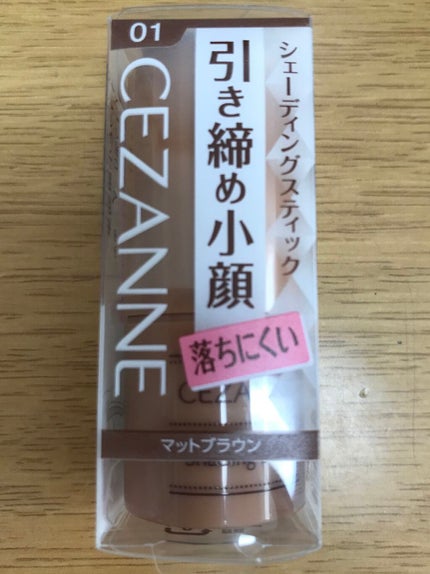 01
CEZANNE
シェーディングスティック
引き締め小顔
落ちにくい
CEZA
マットブラウン
Shading